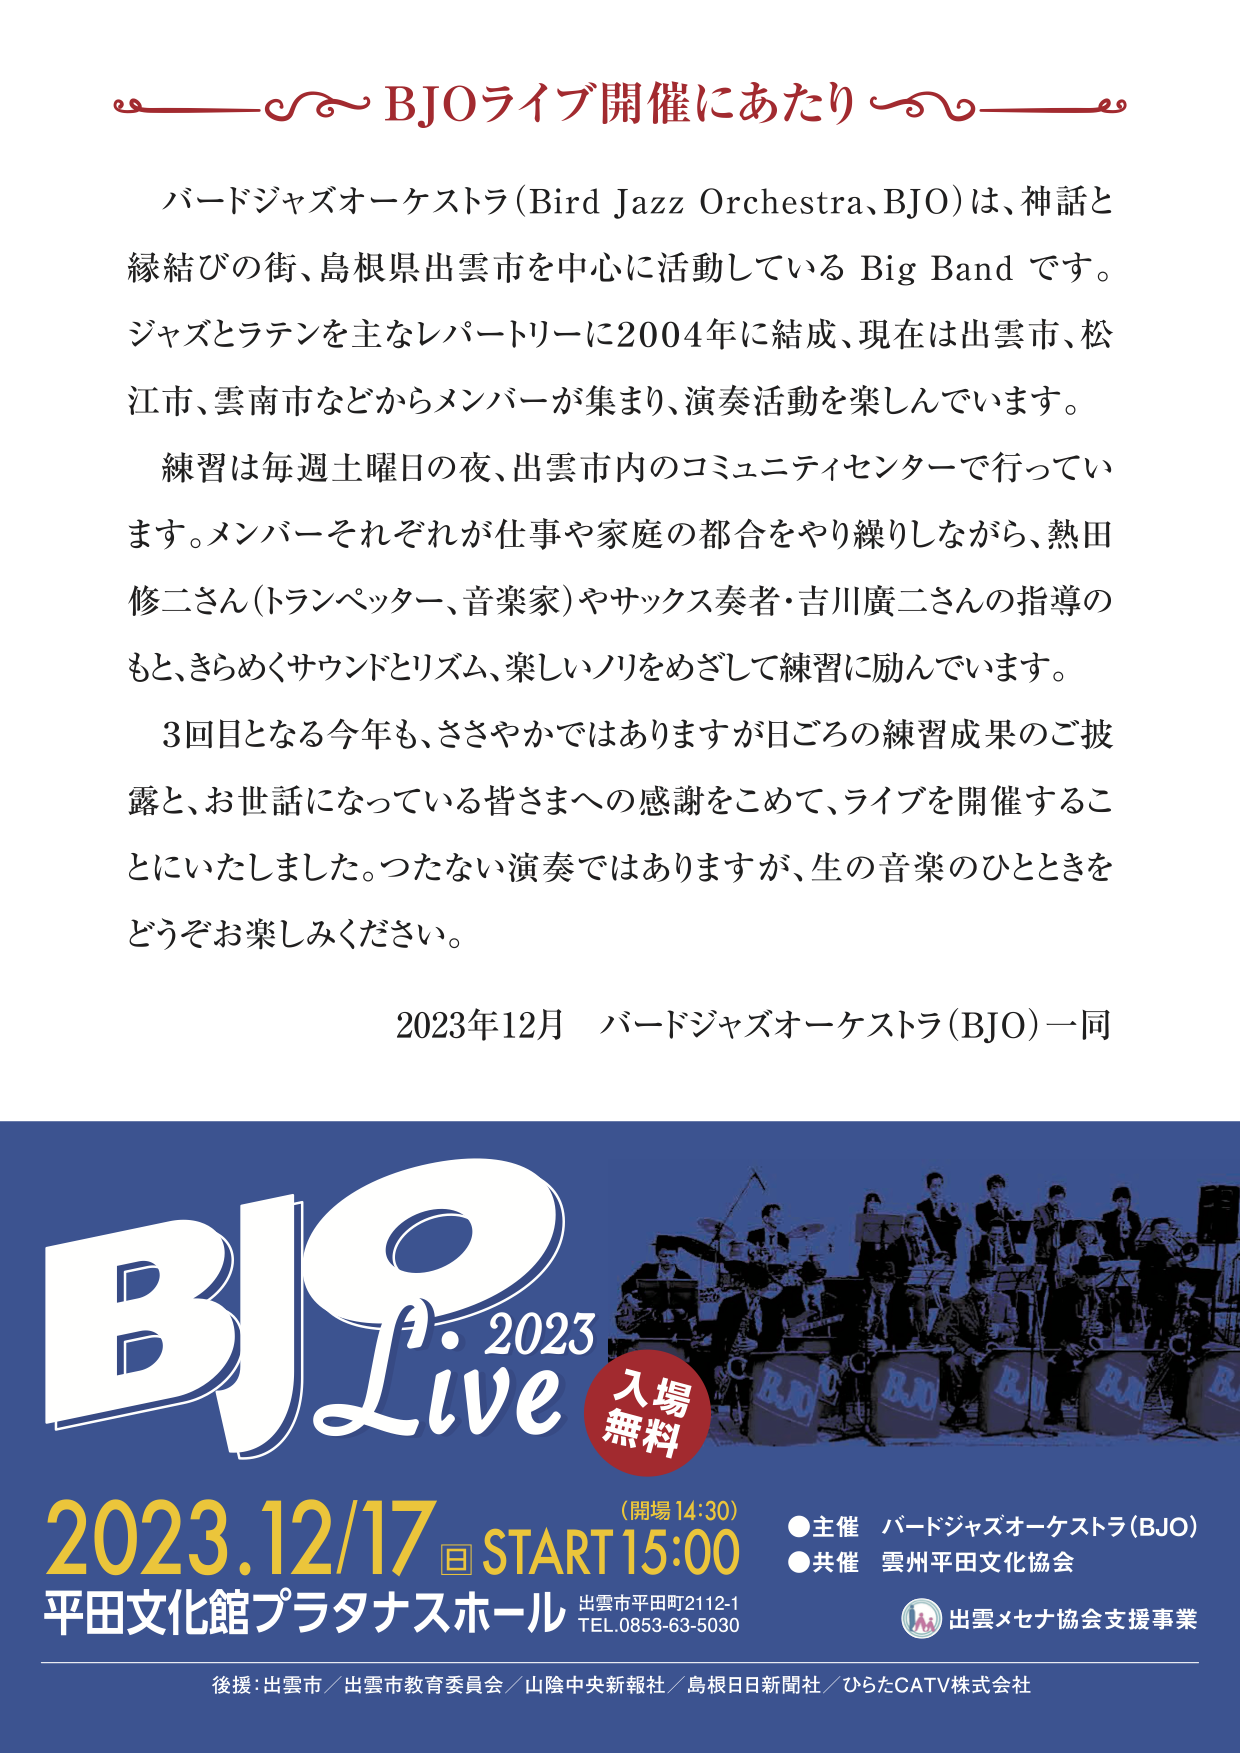 BJOライブ開催にあたり
バードジャズオーケストラ(Bird Jazz Orchestra、BJO)は、神話と
縁結びの街、島根県出雲市を中心に活動している Big Band です。
ジャズとラテンを主なレパートリーに2004年に結成、現在は出雲市、松
江市、雲南市などからメンバーが集まり、演奏活動を楽しんでいます。
練習は毎週土曜日の夜、出雲市内のコミュニティセンターで行ってい
ます。メンバーそれぞれが仕事や家庭の都合をやり繰りしながら、熱田
修二さん(トランペッター、音楽家)やサックス奏者・吉川廣二さんの指導の
もと、きらめくサウンドとリズム、楽しいノリをめざして練習に励んでいます。
3回目となる今年も、ささやかではありますが日ごろの練習成果のご披
露と、お世話になっている皆さまへの感謝をこめて、ライブを開催するこ
とにいたしました。つたない演奏ではありますが、生の音楽のひとときを
どうぞお楽しみください。
2023年12月　バードジャズオーケストラ(BJO)一同
BJO
Live 2023
入場
無料
BJO BJO BJO BJO B
2023.12/17 日 START 15:00
(開場14:30)
平田文化館プラタナスホール
出雲市平田町2112-1
TEL.0853-63-5030
●主催　バードジャズオーケストラ(BJO)
●共催　雲州平田文化協会
出雲メセナ協会支援事業
後援:出雲市／出雲市教育委員会／山陰中央新報社／島根日日新聞社／ひらたCATV株式会社